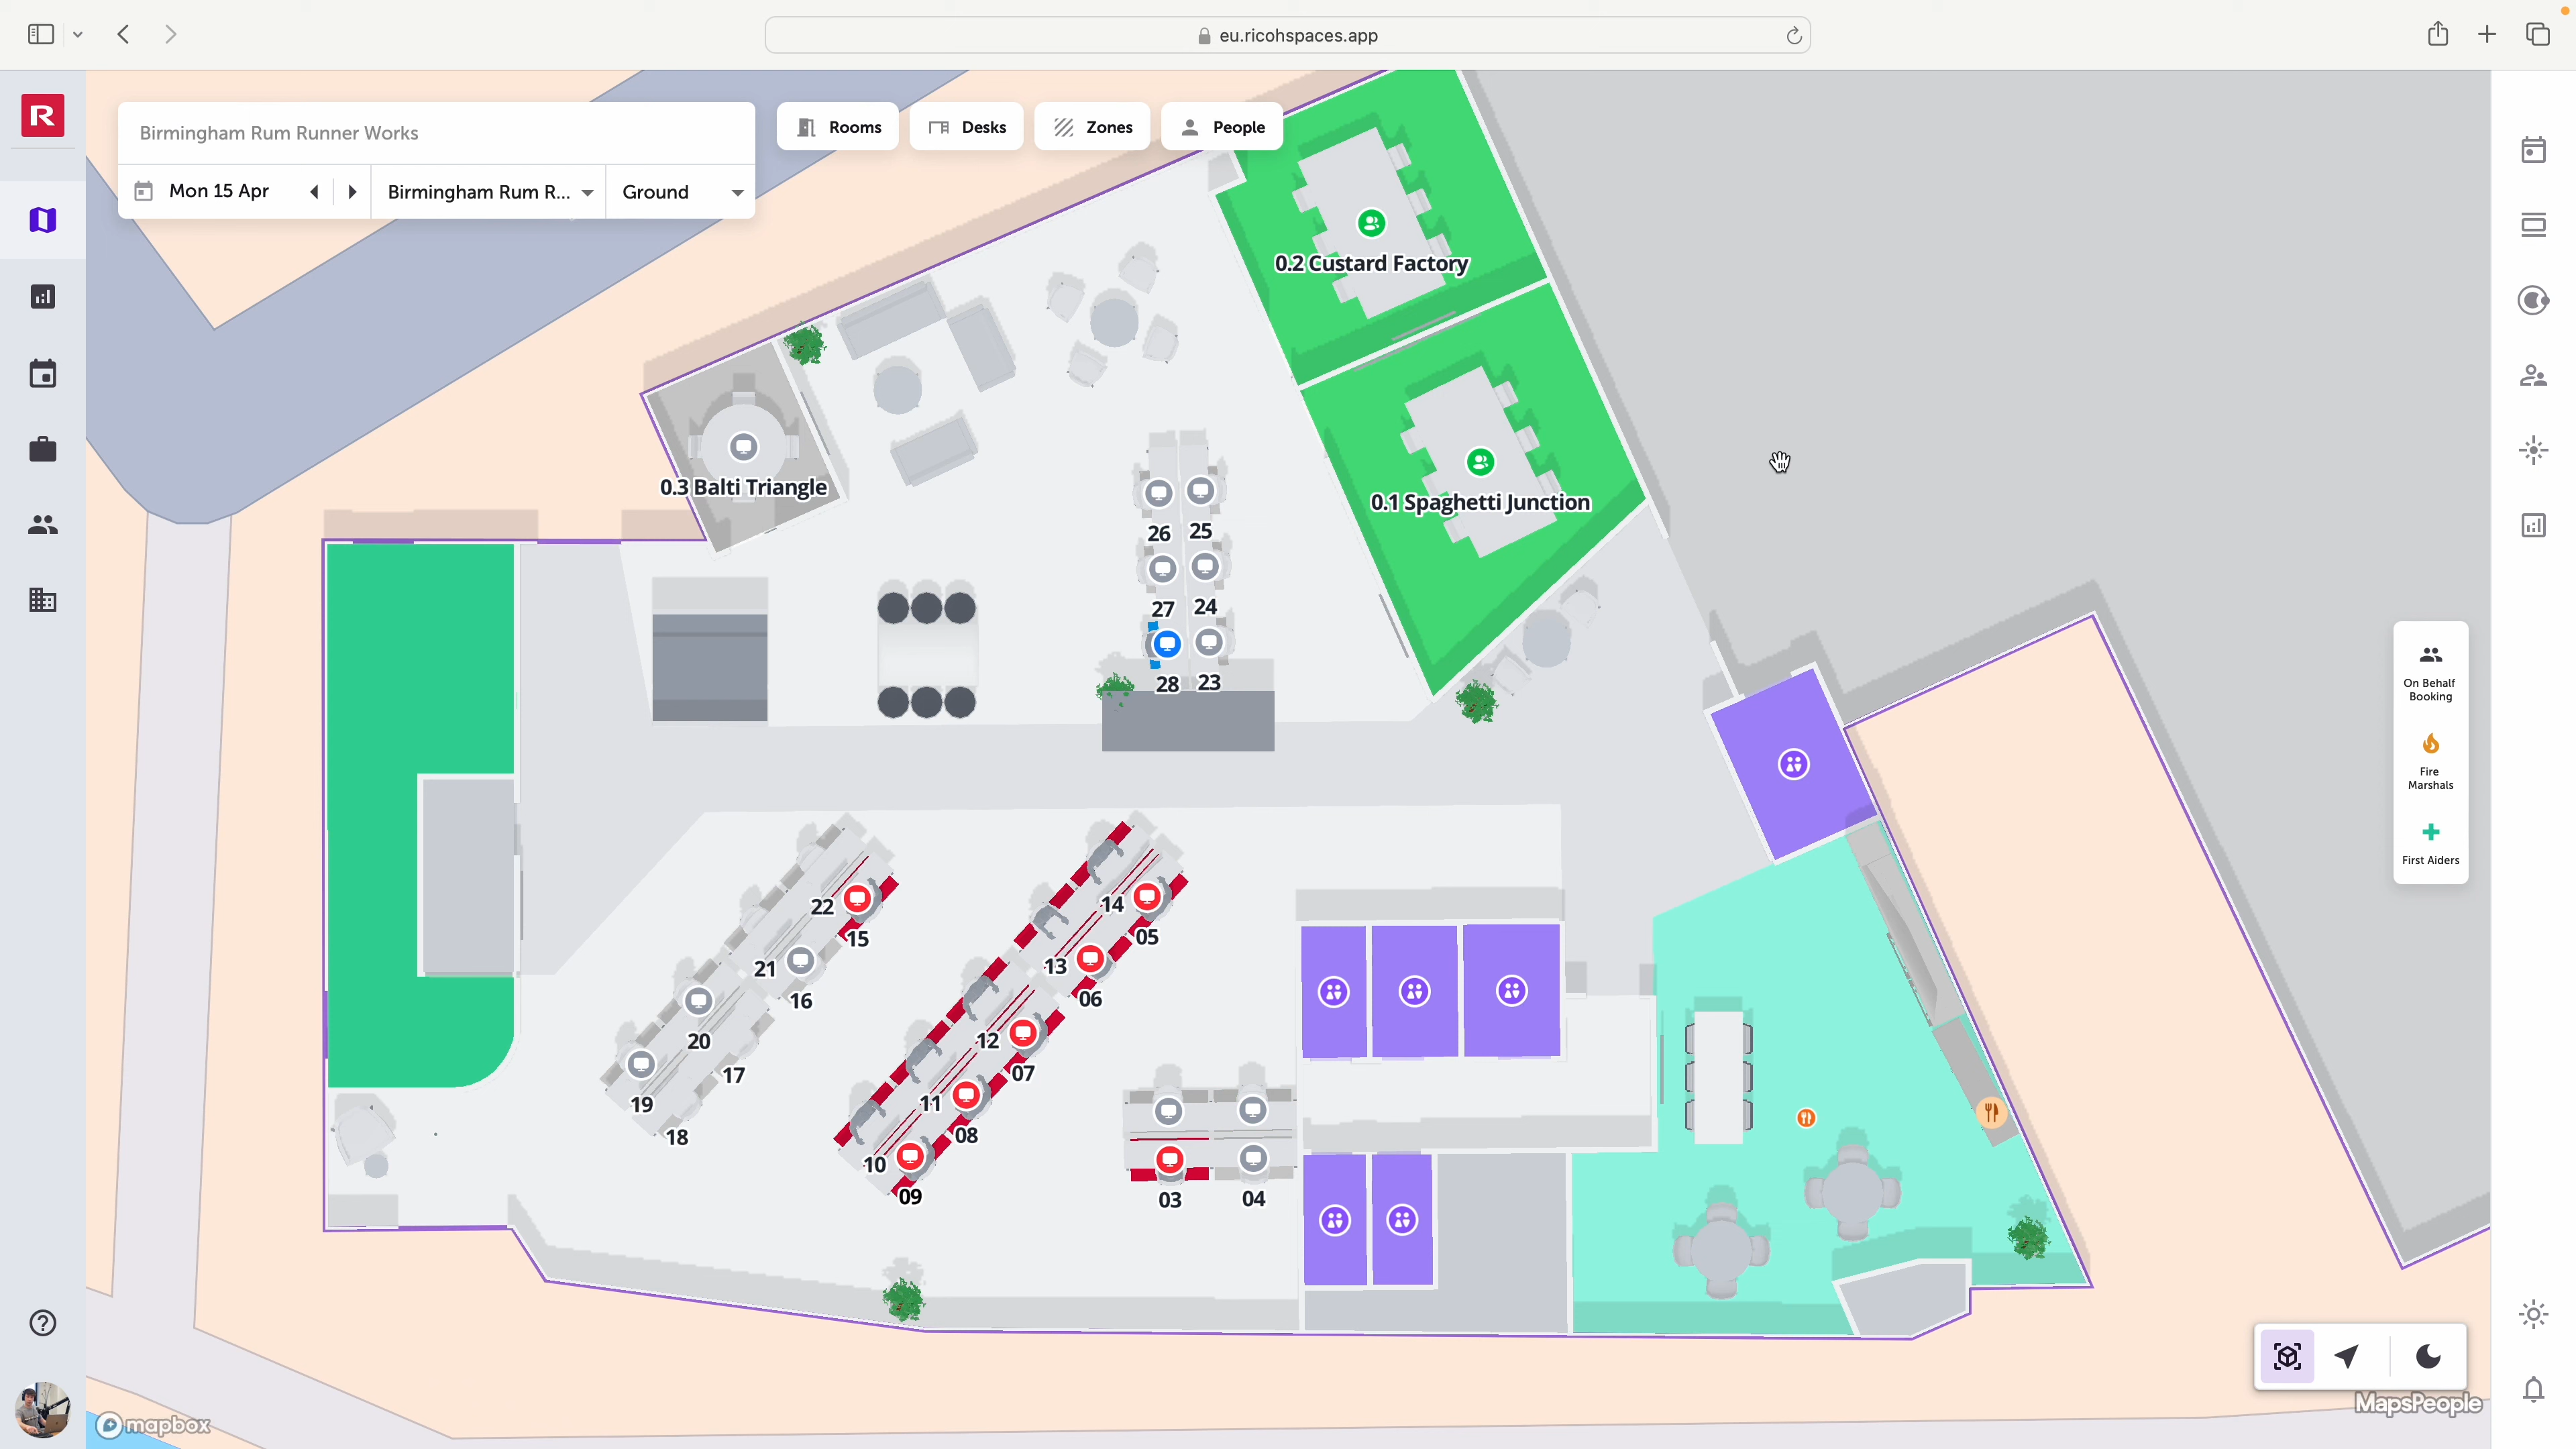 eu.ricohspaces.app
R
Birmingham Rum Runner Works
Rooms
Desks
Zones
People
Mon 15 Apr
Birmingham Rum R...
Ground
0.2 Custard Factory
0.3 Balti Triangle
0.1 Spaghetti Junction
26
25
27
24
28
23
On Behalf
Booking
Fire
Marshals
First Aiders
22
15
14
05
21
16
13
06
20
12
19
17
11
07
18
10
08
09
03
04
mapbox
MapsPeople